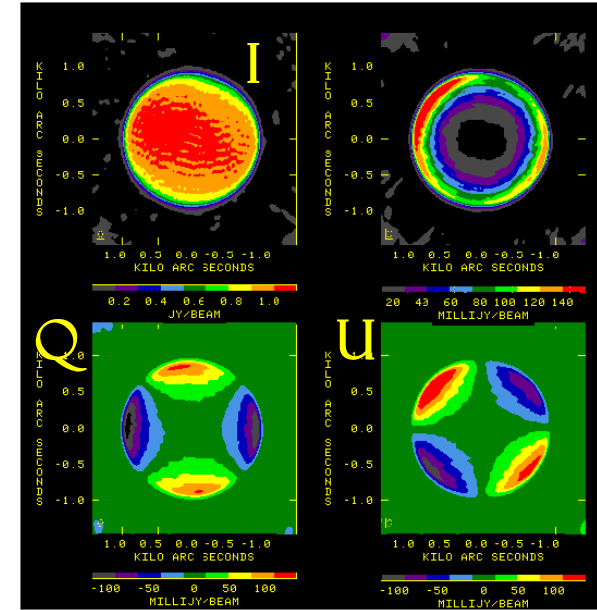 I
KILO ARC SECONDS
1.0
0.5
0.0
-0.5
-1.0
1.0 0.5 0.0 -0.5 -1.0
KILO ARC SECONDS
0.2 0.4 0.6 0.8 1.0
JY/BEAM
KILO ARC SECONDS
1.0
0.5
0.0
-0.5
-1.0
1.0 0.5 0.0 -0.5 -1.0
KILO ARC SECONDS
20 43 60 80 100 120 140
MILLIJY/BEAM
Q
KILO ARC SECONDS
1.0
0.5
0.0
-0.5
-1.0
1.0 0.5 0.0 -0.5 -1.0
KILO ARC SECONDS
-100 -50 0 50 100
MILLIJY/BEAM
U
KILO ARC SECONDS
1.0
0.5
0.0
-0.5
-1.0
1.0 0.5 0.0 -0.5 -1.0
KILO ARC SECONDS
-100 -50 0 50 100
MILLIJY/BEAM